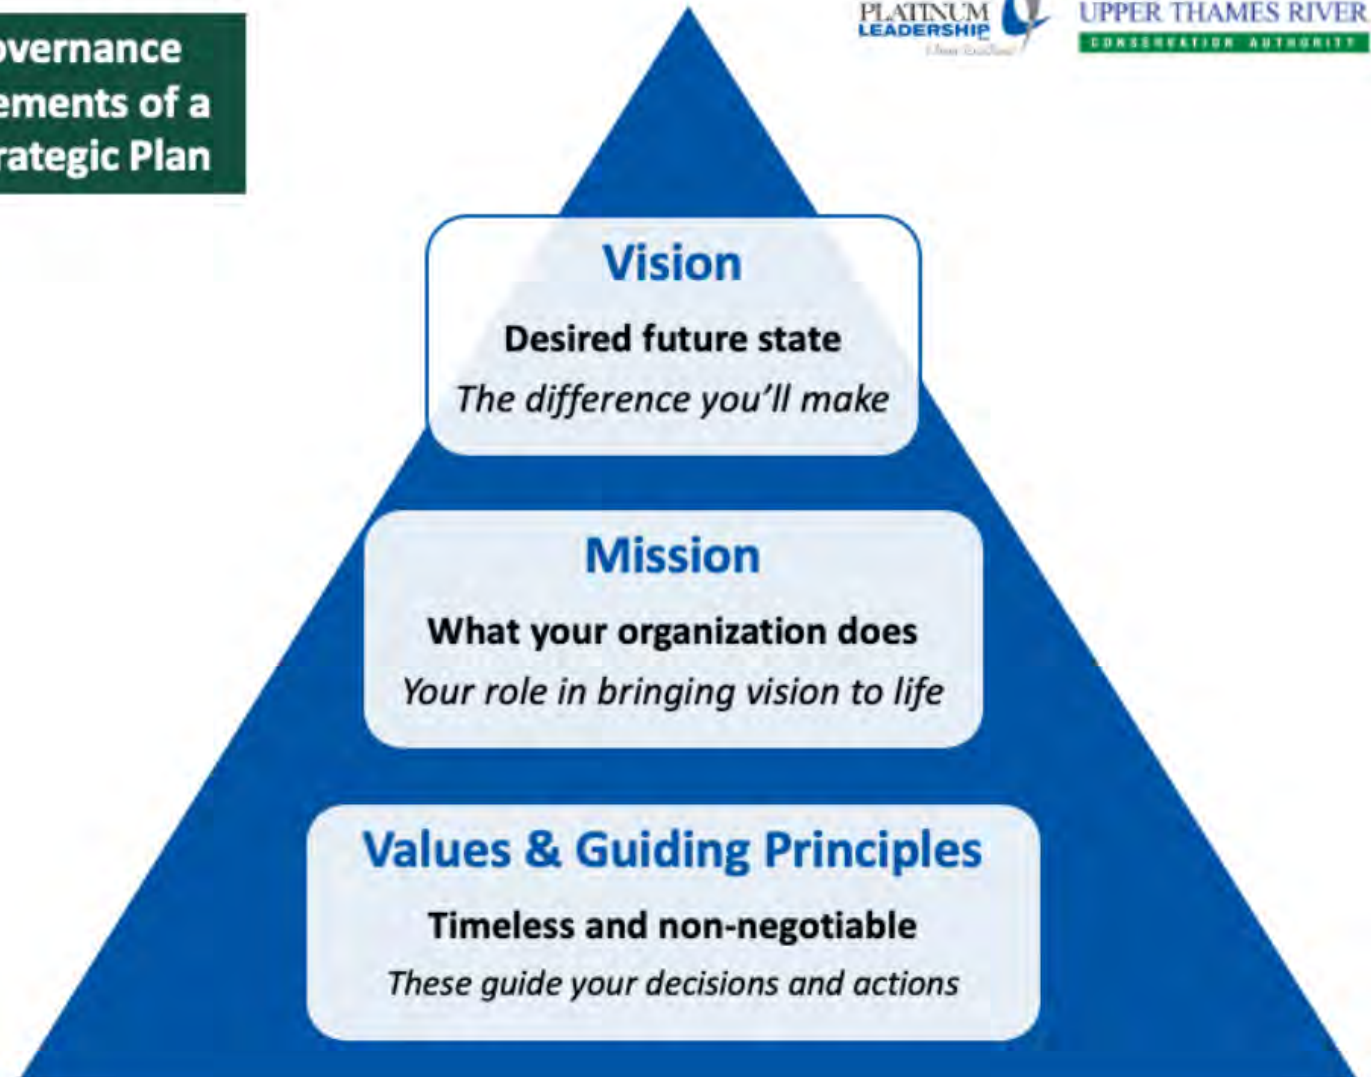 overnance
ements of a
rategic Plan
PLATINUM
LEADERSHIP
UPPER THAMES RIVER
CONSERVATION AUTHORITY
Vision
Desired future state
The difference you'll make
Mission
What your organization does
Your role in bringing vision to life
Values & Guiding Principles
Timeless and non-negotiable
These guide your decisions and actions